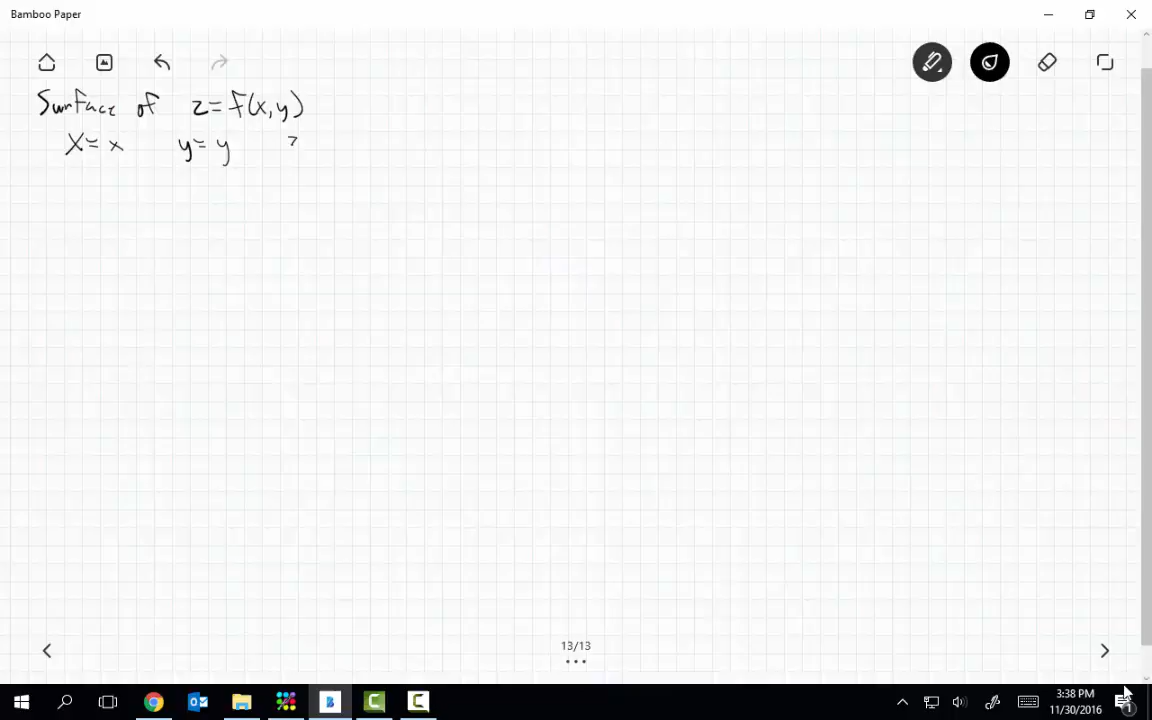 Bamboo Paper
Surface of z=f(x,y)
x=x y=y z
13/13
3:38 PM
11/30/2016